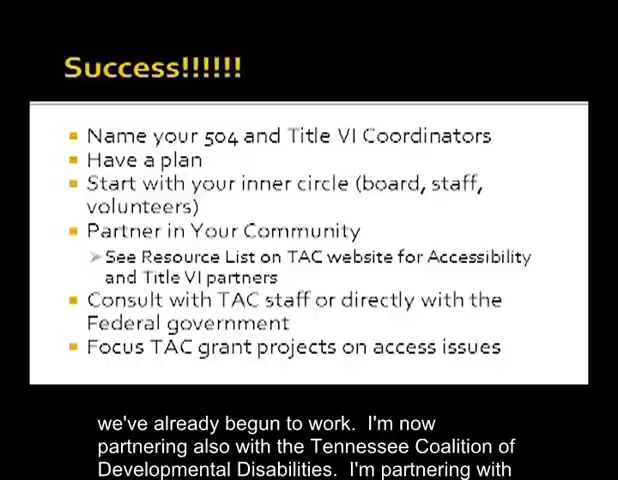 Success!!!!!!
Name your 504 and Title VI Coordinators
Have a plan
Start with your inner circle (board, staff,
volunteers)
Partner in Your Community
See Resource List on TAC website for Accessibility
and Title VI partners
Consult with TAC staff or directly with the
Federal government
Focus TAC grant projects on access issues
we've already begun to work.  I'm now
partnering also with the Tennessee Coalition of
Developmental Disabilities.  I'm partnering with